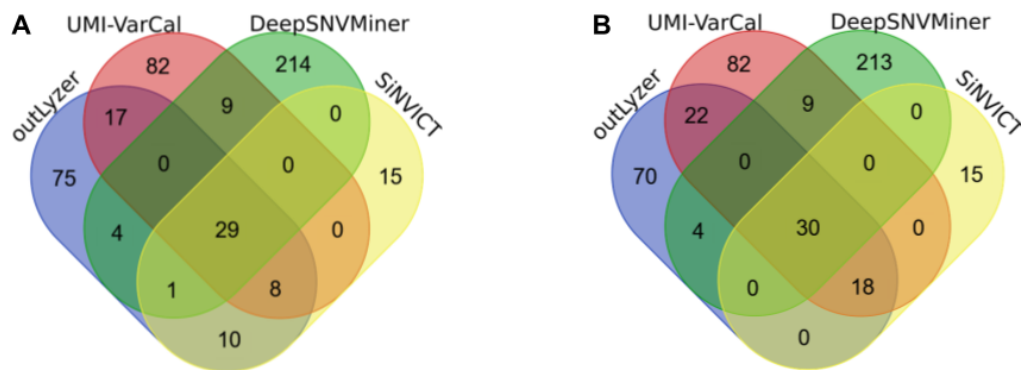 A
UMI-VarCal DeepSNVMiner
outLyzer SiNVICT
82 214
17 9 0
75 0 0 15
4 29 0
1 8
10
B
UMI-VarCal DeepSNVMiner
outLyzer SiNVICT
82 213
22 9 0
70 0 0 15
4 30 0
0 18
0